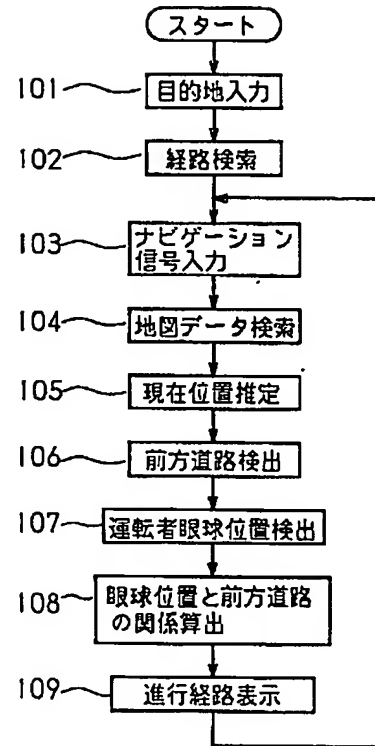 スタート
101 目的地入力
102 経路検索
103 ナビゲーション
信号入力
104 地図データ検索
105 現在位置推定
106 前方道路検出
107 運転者眼球位置検出
108 眼球位置と前方道路
の関係算出
109 進行経路表示